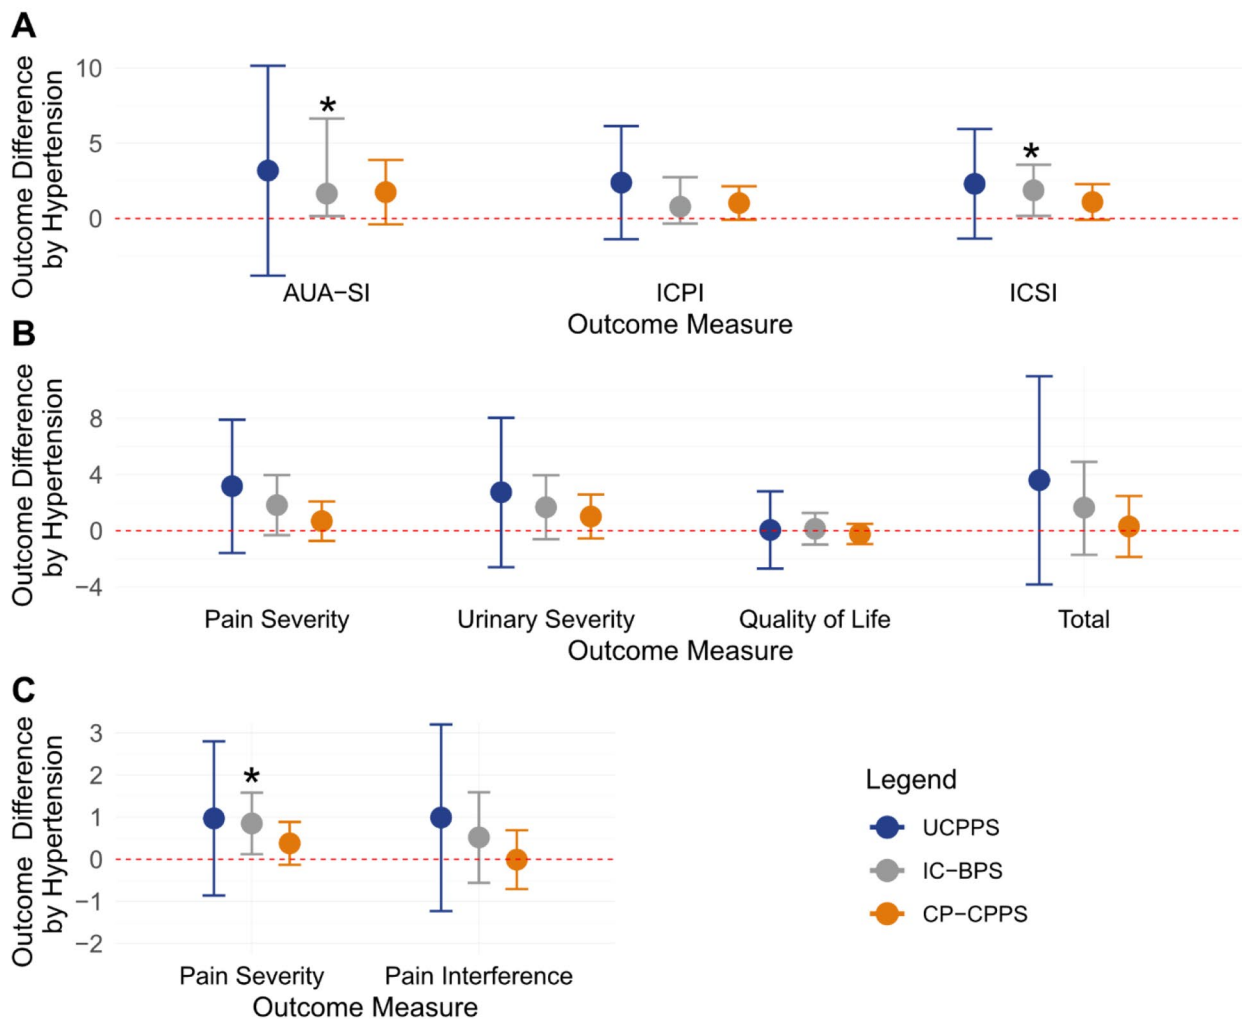 A
Outcome Difference
by Hypertension
10
5
0
*
*
AUA−SI ICPI ICSI
Outcome Measure
B
Outcome Difference
by Hypertension
8
4
0
−4
Pain Severity Urinary Severity Quality of Life Total
Outcome Measure
C
Outcome Difference
by Hypertension
3
2
1
0
−1
−2
*
Pain Severity Pain Interference
Outcome Measure
Legend
UCPPS
IC−BPS
CP−CPPS